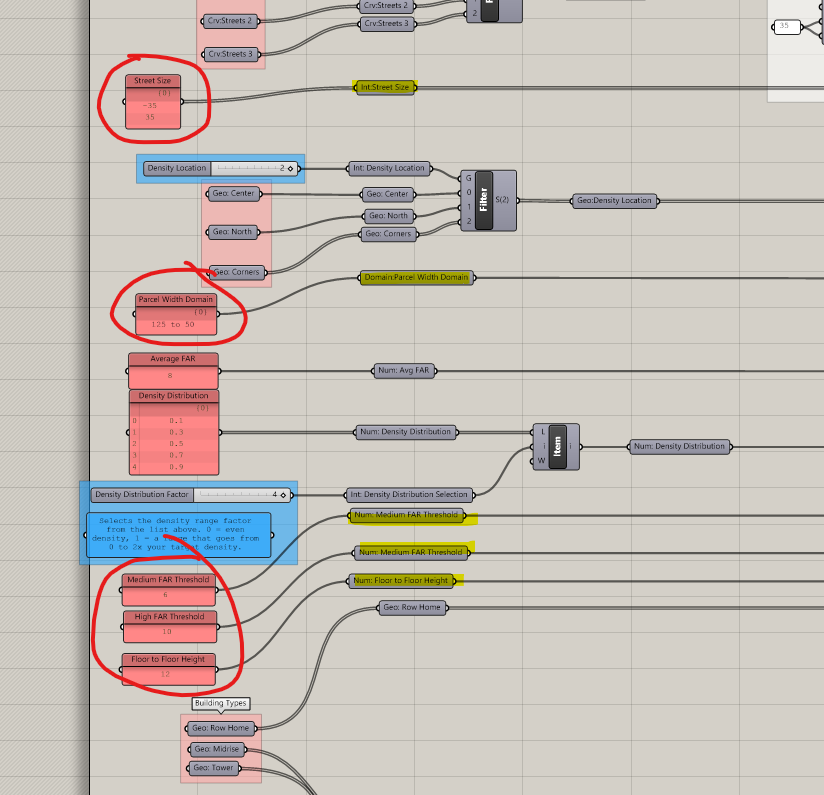 Crv:Streets 2
Crv:Streets 2
2
Crv:Streets 3
Crv:Streets 3
35
Street Size
{0}
-35
35
Int:Street Size
Density Location
2
Int: Density Location
Geo: Center
Geo: Center
Geo: North
Geo: North
Geo: Corners
Geo: Corners
G
0
1
2
Filter
S(2)
Geo:Density Location
Domain:Parcel Width Domain
Parcel Width Domain
{0}
125 to 50
Average FAR
8
Num: Avg FAR
Density Distribution
{0}
0 0.1
1 0.3
2 0.5
3 0.7
4 0.9
Num: Density Distribution
L
i
W
Item
i
Num: Density Distribution
Density Distribution Factor
4
Int: Density Distribution Selection
Selects the density range factor
from the list above. 0 = even
density, 1 = a range that goes from
0 to 2x your target density.
Num: Medium FAR Threshold
Num: Medium FAR Threshold
Num: Floor to Floor Height
Medium FAR Threshold
6
High FAR Threshold
10
Floor to Floor Height
12
Geo: Row Home
Building Types
Geo: Row Home
Geo: Midrise
Geo: Tower